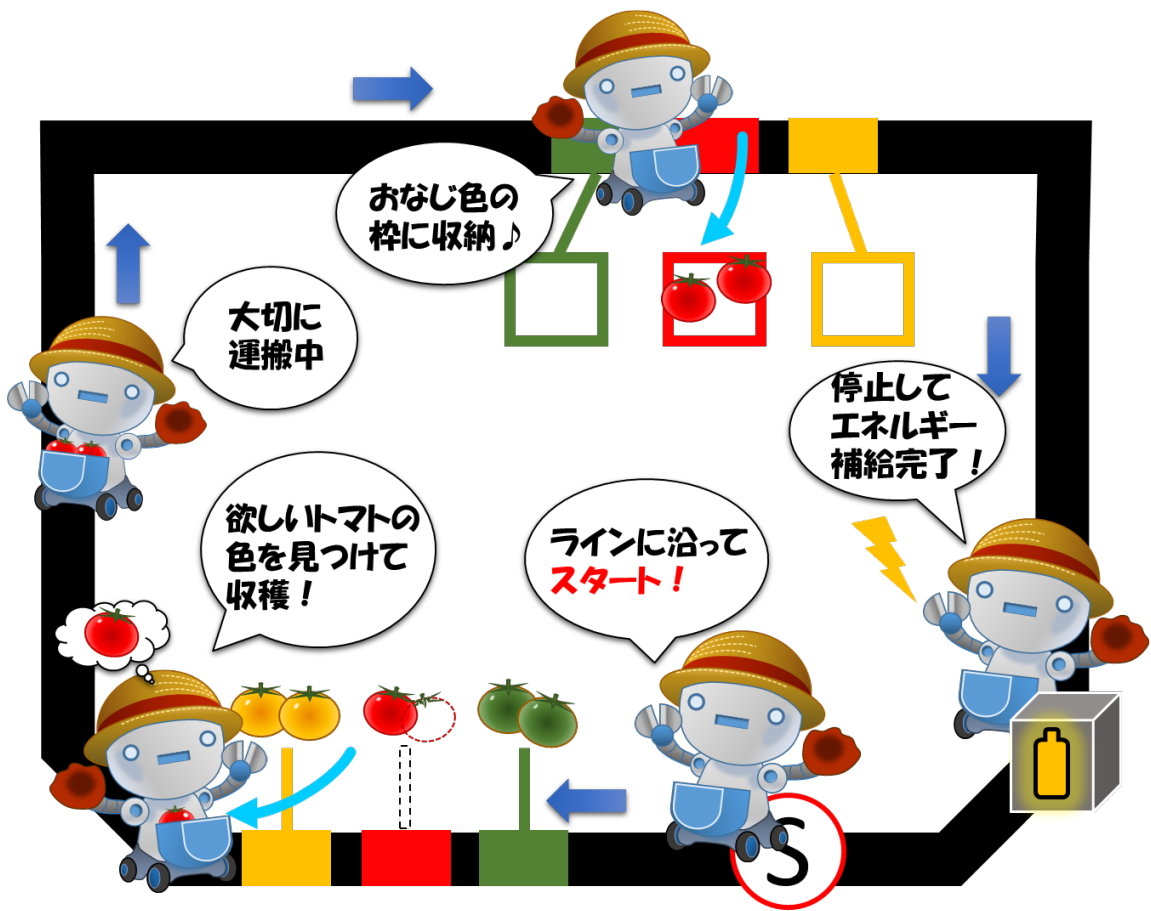 おなじ色の
枠に収納♪
大切に
運搬中
停止して
エネルギー
補給完了！
欲しいトマトの
色を見つけて
収穫！
ラインに沿って
スタート！
S